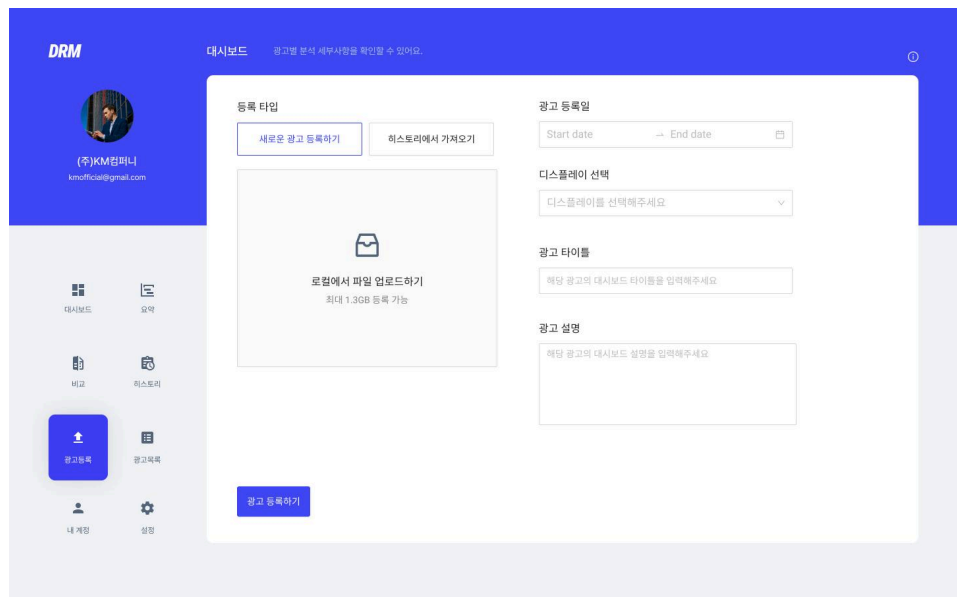 DRM
대시보드 광고별 분석 세부사항을 확인할 수 있어요.
(주)KM컴퍼니
kmofficial@gmail.com
대시보드 요약
비교 히스토리
광고등록 광고목록
내 계정 설정
등록 타입
새로운 광고 등록하기 히스토리에서 가져오기
로컬에서 파일 업로드하기
최대 1.3GB 등록 가능
광고 등록하기
광고 등록일
Start date → End date
디스플레이 선택
디스플레이를 선택해주세요
광고 타이틀
해당 광고의 대시보드 타이틀을 입력해주세요
광고 설명
해당 광고의 대시보드 설명을 입력해주세요